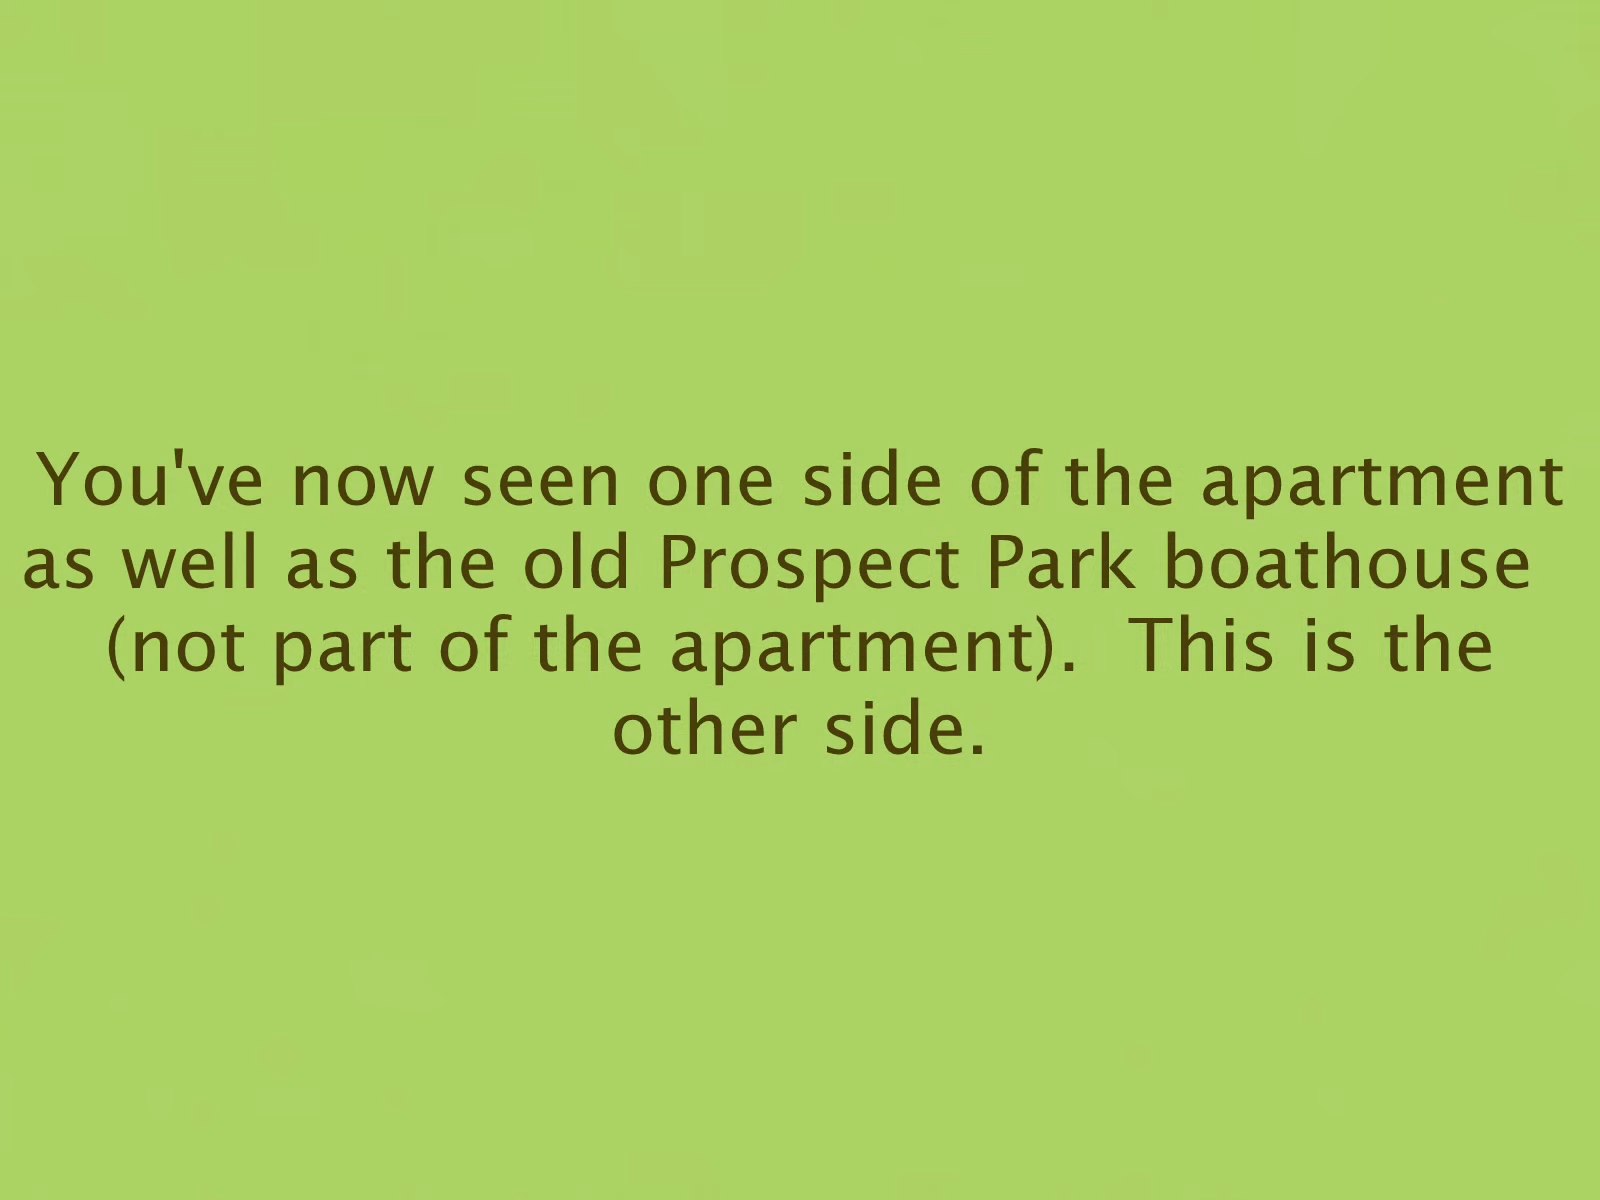 You've now seen one side of the apartment
as well as the old Prospect Park boathouse
(not part of the apartment).  This is the
other side.